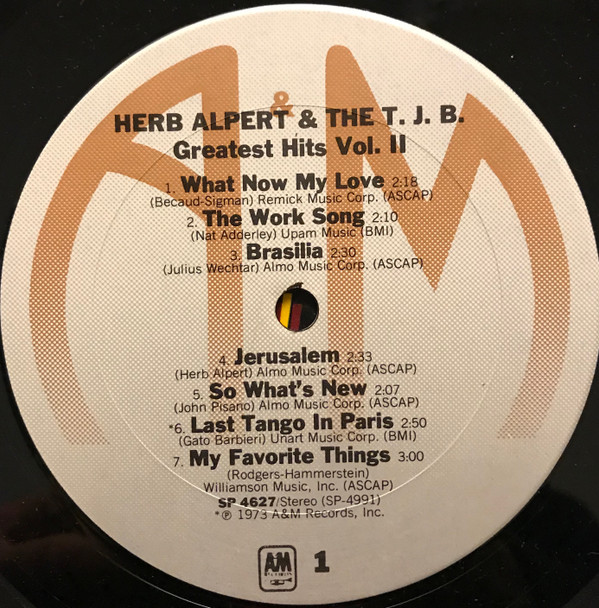 &
HERB ALPERT & THE T. J. B.
Greatest Hits Vol. II
1. What Now My Love 2:18
(Becaud-Sigman) Remick Music Corp. (ASCAP)
2. The Work Song 2:10
(Nat Adderley) Upam Music (BMI)
3. Brasilia 2:30
(Julius Wechtar) Almo Music Corp. (ASCAP)
4. Jerusalem 2:33
(Herb Alpert) Almo Music Corp. (ASCAP)
5. So What's New 2:07
(John Pisano) Almo Music Corp. (ASCAP)
*6. Last Tango In Paris 2:50
(Gato Barbieri) Unart Music Corp. (BMI)
7. My Favorite Things 3:00
(Rodgers-Hammerstein)
Williamson Music, Inc. (ASCAP)
SP 4627/Stereo (SP-4991)
*℗ 1973 A&M Records, Inc.
AM
1